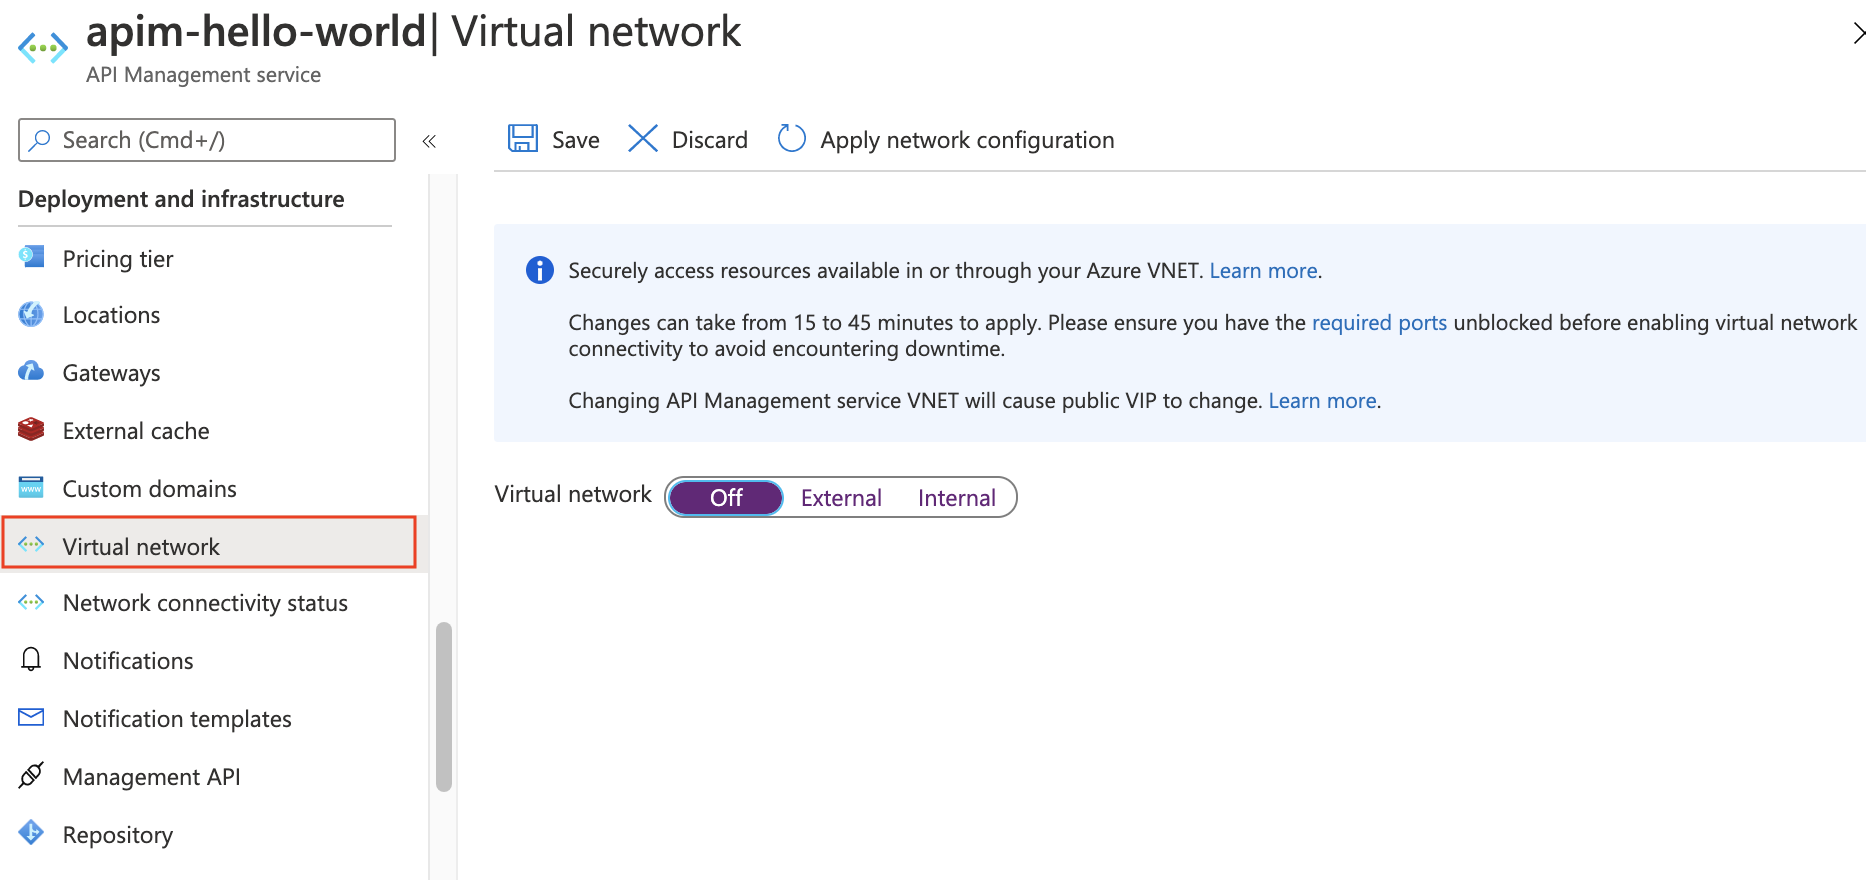 apim-hello-world| Virtual network
API Management service
Search (Cmd+/)
«
Save
Discard
Apply network configuration
Deployment and infrastructure
Pricing tier
Locations
Gateways
External cache
Custom domains
Virtual network
Network connectivity status
Notifications
Notification templates
Management API
Repository
Securely access resources available in or through your Azure VNET. Learn more.
Changes can take from 15 to 45 minutes to apply. Please ensure you have the required ports unblocked before enabling virtual network
connectivity to avoid encountering downtime.
Changing API Management service VNET will cause public VIP to change. Learn more.
Virtual network Off External Internal